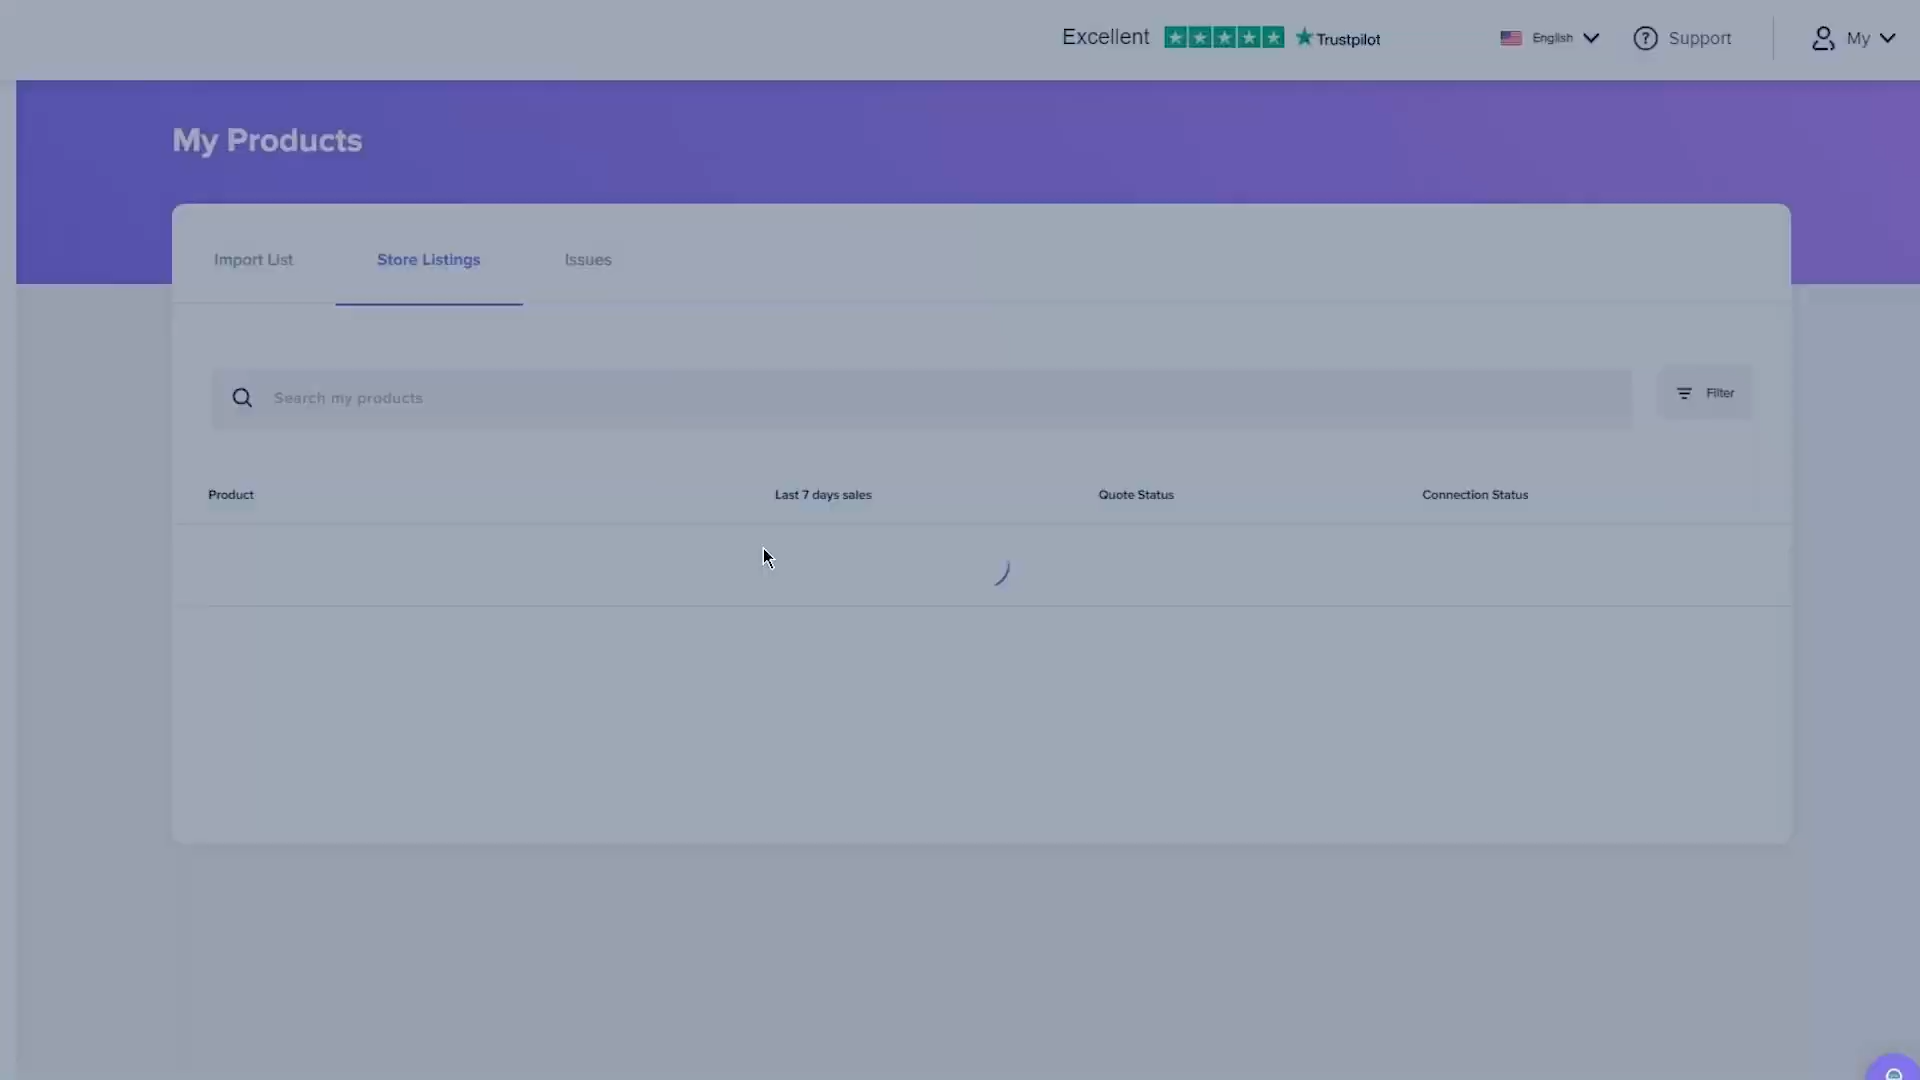 Excellent Trustpilot English Support My
My Products
Import List Store Listings Issues
Search my products Filter
Product Last 7 days sales Quote Status Connection Status